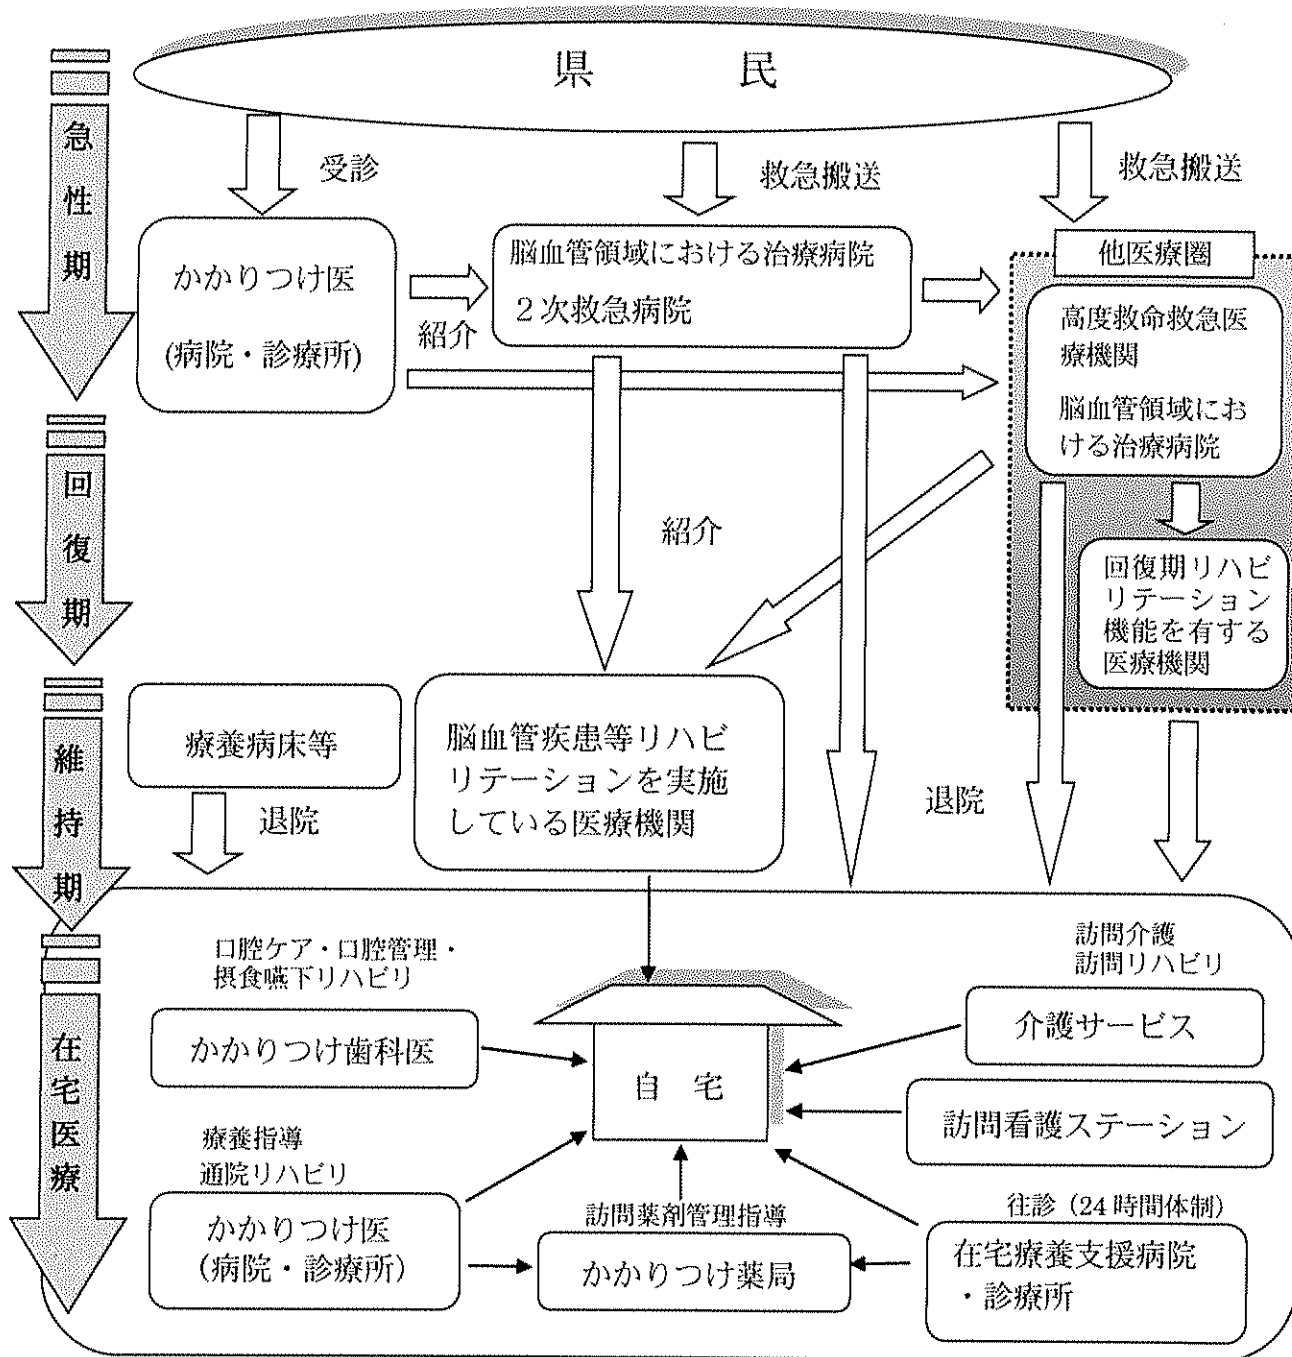 県 民
急性期
受診
救急搬送
救急搬送
かかりつけ医
(病院・診療所)
紹介
脳血管領域における治療病院
２次救急病院
他医療圏
高度救命救急医
療機関
脳血管領域にお
ける治療病院
回復期
紹介
回復期リハビ
リテーション
機能を有する
医療機関
維持期
療養病床等
退院
脳血管疾患等リハビ
リテーションを実施
している医療機関
退院
在宅医療
口腔ケア・口腔管理・
摂食嚥下リハビリ
かかりつけ歯科医
自 宅
訪問介護
訪問リハビリ
介護サービス
訪問看護ステーション
療養指導
通院リハビリ
かかりつけ医
(病院・診療所)
訪問薬剤管理指導
かかりつけ薬局
往診（24 時間体制）
在宅療養支援病院
・診療所